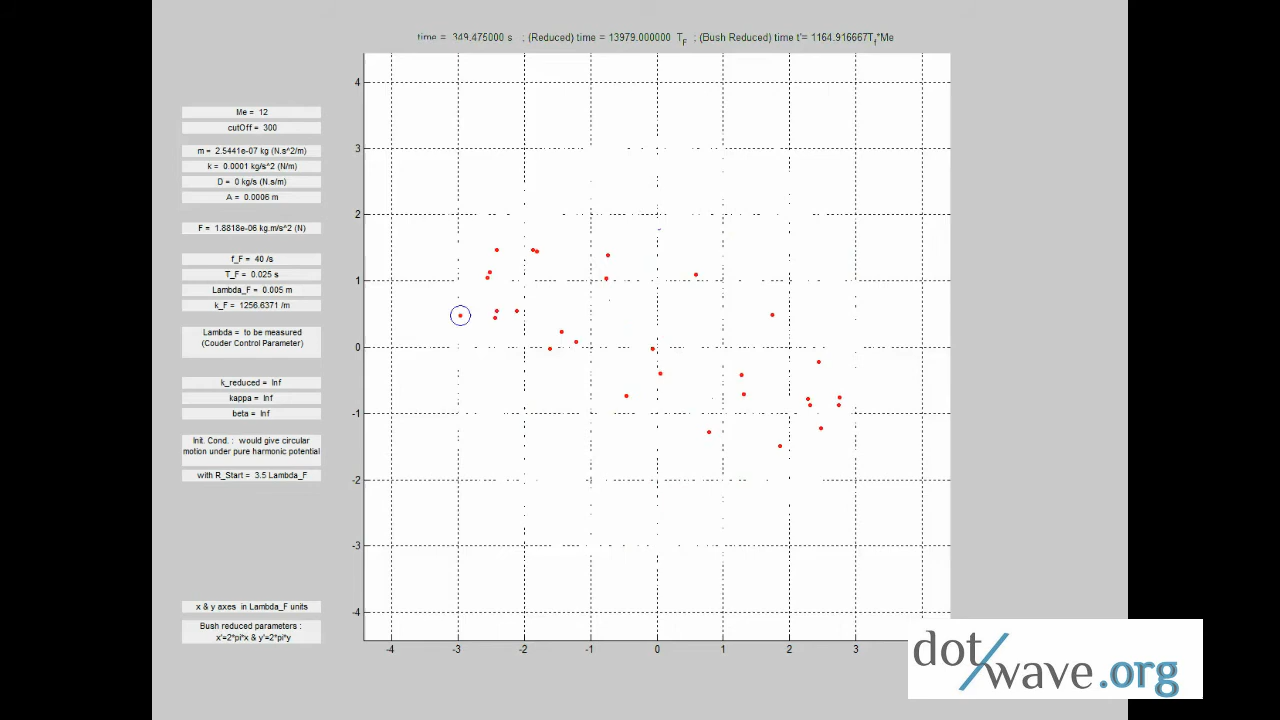 time = 349.475000 s ; (Reduced) time = 13979.000000 T_F ; (Bush Reduced) time t'= 1164.916667T_f*Me
Me = 12
cutOff = 300
m = 2.5441e-07 kg (N.s^2/m)
k = 0.0001 kg/s^2 (N/m)
D = 0 kg/s (N.s/m)
A = 0.0006 m
F = 1.8818e-06 kg.m/s^2 (N)
f_F = 40 /s
T_F = 0.025 s
Lambda_F = 0.005 m
k_F = 1256.6371 /m
Lambda = to be measured
(Couder Control Parameter)
k_reduced = Inf
kappa = Inf
beta = Inf
Init. Cond. : would give circular
motion under pure harmonic potential
with R_Start = 3.5 Lambda_F
x & y axes in Lambda_F units
Bush reduced parameters :
x'=2*pi*x & y'=2*pi*y
4
3
2
1
0
-1
-2
-3
-4
-4 -3 -2 -1 0 1 2 3
dot/wave.org